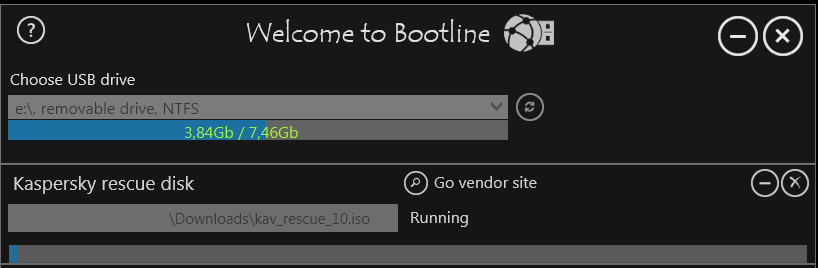 ?
Welcome to Bootline
Choose USB drive
e:\, removable drive, NTFS
3,84Gb / 7,46Gb
Kaspersky rescue disk
Go vendor site
\Downloads\kav_rescue_10.iso
Running